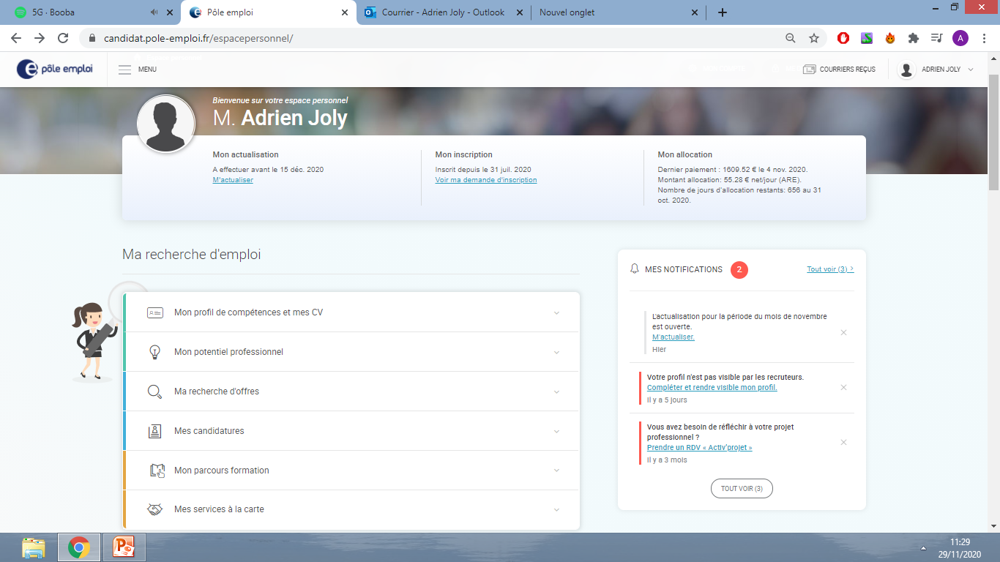 5G - Booba
Pôle emploi
Courrier - Adrien Joly - Outlook
Nouvel onglet
candidat.pole-emploi.fr/espacepersonnel/
A
pôle emploi
MENU
COURRIERS REÇUS
ADRIEN JOLY
Bienvenue sur votre espace personnel
M. Adrien Joly
Mon actualisation
A effectuer avant le 15 déc. 2020
M'actualiser
Mon inscription
Inscrit depuis le 31 juil. 2020
Voir ma demande d'inscription
Mon allocation
Dernier paiement : 1609.52 € le 4 nov. 2020.
Montant allocation: 55.28 € net/jour (ARE).
Nombre de jours d'allocation restants: 656 au 31
oct. 2020.
Ma recherche d'emploi
Mon profil de compétences et mes CV
Mon potentiel professionnel
Ma recherche d'offres
Mes candidatures
Mon parcours formation
Mes services à la carte
MES NOTIFICATIONS
2
Tout voir (3) >
L'actualisation pour la période du mois de novembre
est ouverte.
M'actualiser.
Hier
Votre profil n'est pas visible par les recruteurs.
Compléter et rendre visible mon profil.
Il y a 5 jours
Vous avez besoin de réfléchir à votre projet
professionnel ?
Prendre un RDV « Activ'projet »
Il y a 3 mois
TOUT VOIR (3)
11:29
29/11/2020